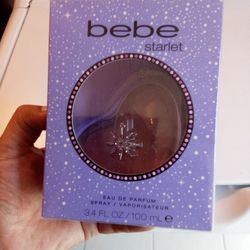 bebe
starlet
EAU DE PARFUM
SPRAY / VAPORISATEUR
3.4 FL OZ / 100 mL ℮